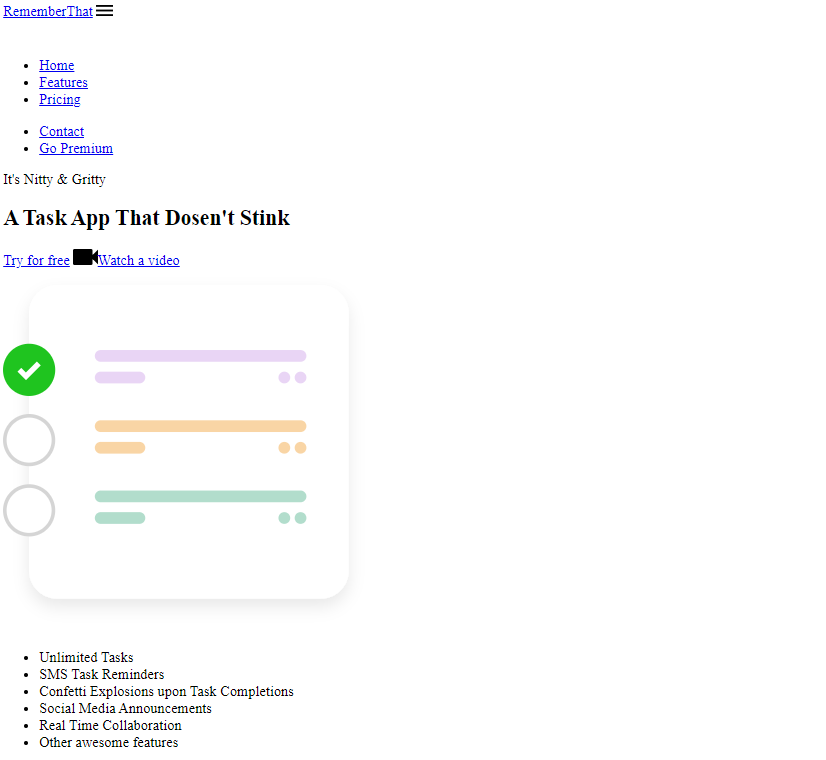 RememberThat
Home
Features
Pricing
Contact
Go Premium
It's Nitty & Gritty
A Task App That Dosen't Stink
Try for free Watch a video
Unlimited Tasks
SMS Task Reminders
Confetti Explosions upon Task Completions
Social Media Announcements
Real Time Collaboration
Other awesome features